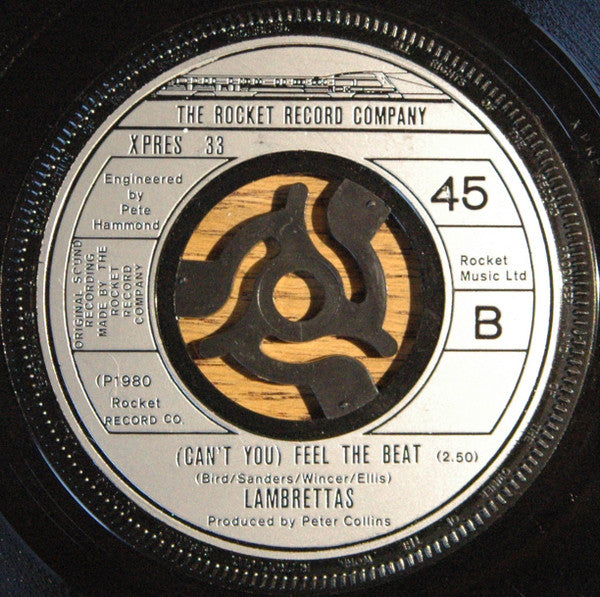 THE ROCKET RECORD COMPANY
XPRES 33
Engineered
by
Pete
Hammond
45
ORIGINAL SOUND
RECORDING
MADE BY THE
ROCKET
RECORD
COMPANY
Rocket
Music Ltd
B
(P1980
Rocket
RECORD CO.
(CAN'T YOU) FEEL THE BEAT (2.50)
(Bird/Sanders/Wincer/Ellis)
LAMBRETTAS
Produced by Peter Collins